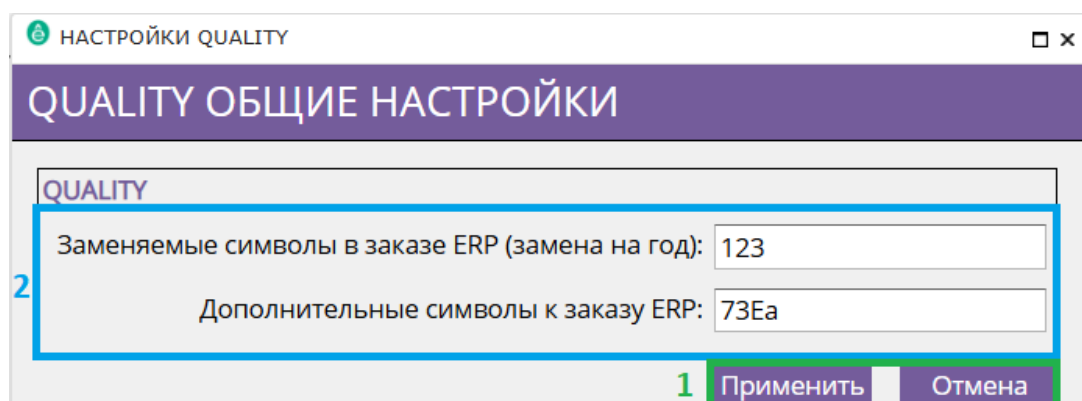 НАСТРОЙКИ QUALITY
QUALITY ОБЩИЕ НАСТРОЙКИ
QUALITY
Заменяемые символы в заказе ERP (замена на год): 123
2
Дополнительные символы к заказу ERP: 73Ea
1 Применить Отмена